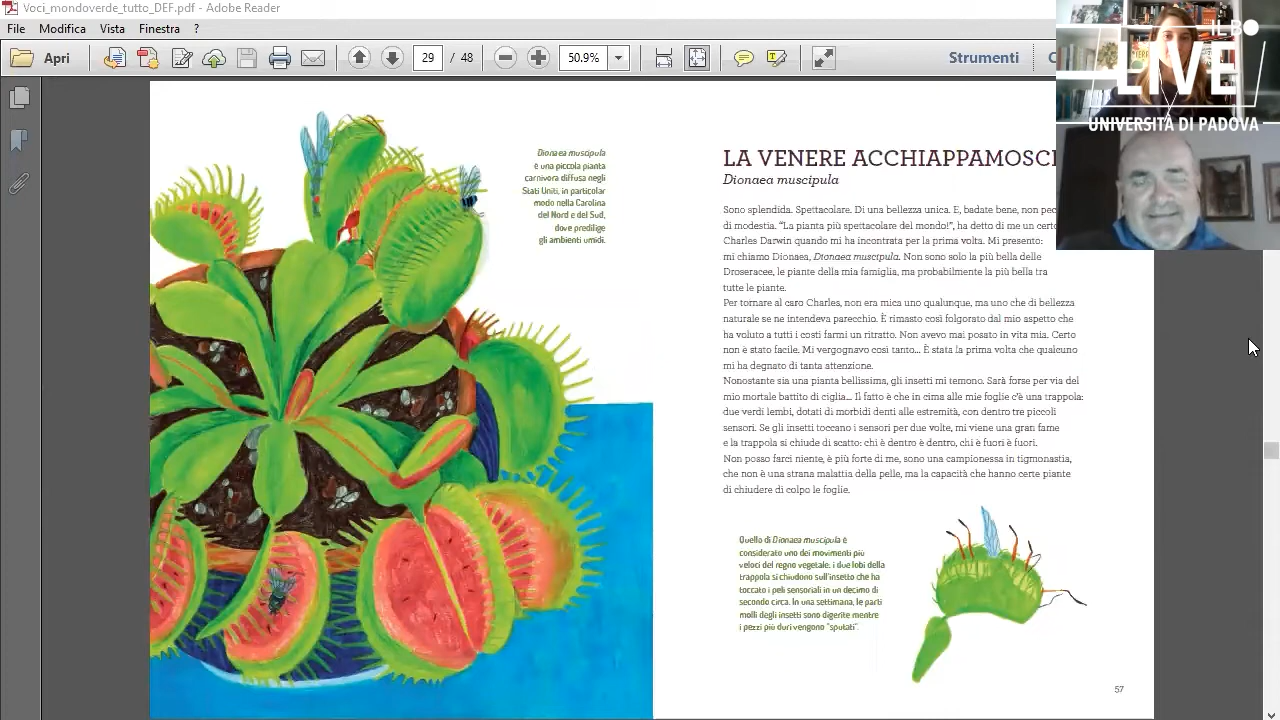 Voci_mondoverde_tutto_DEF.pdf - Adobe Reader
File Modifica Vista Finestra ?
Apri 29 / 48 50.9% Strumenti
IL BO
LIVE
UNIVERSITÀ DI PADOVA
Dionaea muscipula
è una piccola pianta
carnivora diffusa negli
Stati Uniti, in particolar
modo nella Carolina
del Nord e del Sud,
dove predilige
gli ambienti umidi.
LA VENERE ACCHIAPPAMOSC
Dionaea muscipula
Sono splendida. Spettacolare. Di una bellezza unica. E, badate bene, non pec
di modestia. “La pianta più spettacolare del mondo!”, ha detto di me un certo
Charles Darwin quando mi ha incontrata per la prima volta. Mi presento:
mi chiamo Dionaea, Dionaea muscipula. Non sono solo la più bella delle
Droseracee, le piante della mia famiglia, ma probabilmente la più bella tra
tutte le piante.
Per tornare al caro Charles, non era mica uno qualunque, ma uno che di bellezza
naturale se ne intendeva parecchio. È rimasto così folgorato dal mio aspetto che
ha voluto a tutti i costi farmi un ritratto. Non avevo mai posato in vita mia. Certo
non è stato facile. Mi vergognavo così tanto... È stata la prima volta che qualcuno
mi ha degnato di tanta attenzione.
Nonostante sia una pianta bellissima, gli insetti mi temono. Sarà forse per via del
mio mortale battito di ciglia... Il fatto è che in cima alle mie foglie c’è una trappola:
due verdi lembi, dotati di morbidi denti alle estremità, con dentro tre piccoli
sensori. Se gli insetti toccano i sensori per due volte, mi viene una gran fame
e la trappola si chiude di scatto: chi è dentro è dentro, chi è fuori è fuori.
Non posso farci niente, è più forte di me, sono una campionessa in tigmonastia,
che non è una strana malattia della pelle, ma la capacità che hanno certe piante
di chiudere di colpo le foglie.
Quello di Dionaea muscipula è
considerato uno dei movimenti più
veloci del regno vegetale: i due lobi della
trappola si chiudono sull’insetto che ha
toccato i peli sensoriali in un decimo di
secondo circa. In una settimana, le parti
molli degli insetti sono digerite mentre
i pezzi più duri vengono “sputati”.
57